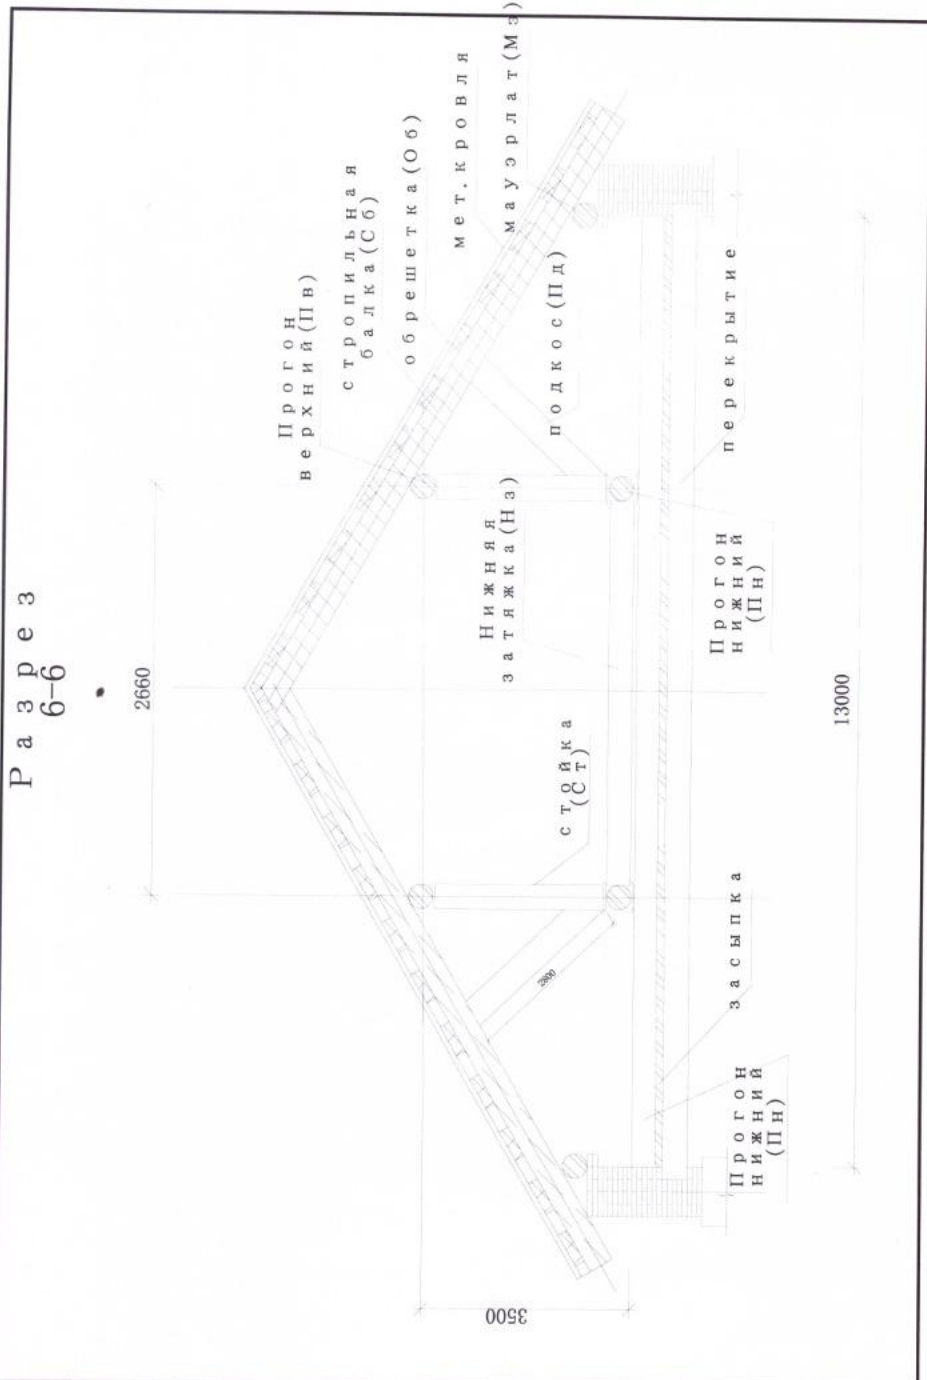 Разрез
6-6
2660
Прогон
верхний(Пв)
стропильная
балка(Сб)
обрешетка(Об)
мет.кровля
мауэрлат(Мэ)
подкос(Пд)
Нижняя
затяжка(Нз)
стойка
(Ст)
2800
3500
перекрытие
Прогон
нижний
(Пн)
засыпка
Прогон
нижний
(Пн)
13000